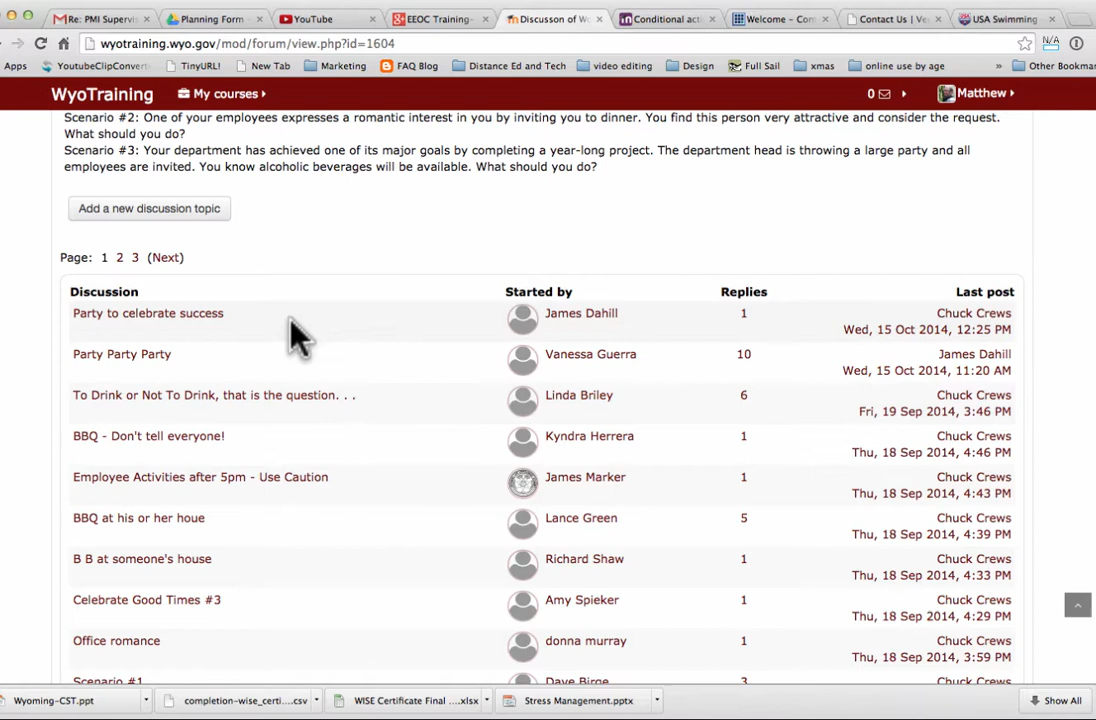 Re: PMI Supervis
Planning Form -
YouTube
EEOC Training-
Discusson of Wo
Conditional act
Welcome - Com
Contact Us | Ve
USA Swimming
wyotraining.wyo.gov/mod/forum/view.php?id=1604
N/A
Apps YoutubeClipConvert TinyURL! New Tab Marketing FAQ Blog Distance Ed and Tech video editing Design Full Sail xmas online use by age » Other Bookmar
WyoTraining My courses 0 Matthew
Scenario #2: One of your employees expresses a romantic interest in you by inviting you to dinner. You find this person very attractive and consider the request.
What should you do?
Scenario #3: Your department has achieved one of its major goals by completing a year-long project. The department head is throwing a large party and all
employees are invited. You know alcoholic beverages will be available. What should you do?
Add a new discussion topic
Page: 1 2 3 (Next)
Discussion Started by Replies Last post
Party to celebrate success James Dahill 1 Chuck Crews
Wed, 15 Oct 2014, 12:25 PM
Party Party Party Vanessa Guerra 10 James Dahill
Wed, 15 Oct 2014, 11:20 AM
To Drink or Not To Drink, that is the question. . . Linda Briley 6 Chuck Crews
Fri, 19 Sep 2014, 3:46 PM
BBQ - Don't tell everyone! Kyndra Herrera 1 Chuck Crews
Thu, 18 Sep 2014, 4:46 PM
Employee Activities after 5pm - Use Caution James Marker 1 Chuck Crews
Thu, 18 Sep 2014, 4:43 PM
BBQ at his or her houe Lance Green 5 Chuck Crews
Thu, 18 Sep 2014, 4:39 PM
B B at someone's house Richard Shaw 1 Chuck Crews
Thu, 18 Sep 2014, 4:33 PM
Celebrate Good Times #3 Amy Spieker 1 Chuck Crews
Thu, 18 Sep 2014, 4:29 PM
Office romance donna murray 1 Chuck Crews
Thu, 18 Sep 2014, 3:59 PM
Scenario #1 Dave Birge 3 Chuck Crews
Wyoming-CST.ppt completion-wise_certi....csv WISE Certificate Final ....xlsx Stress Management.pptx Show All